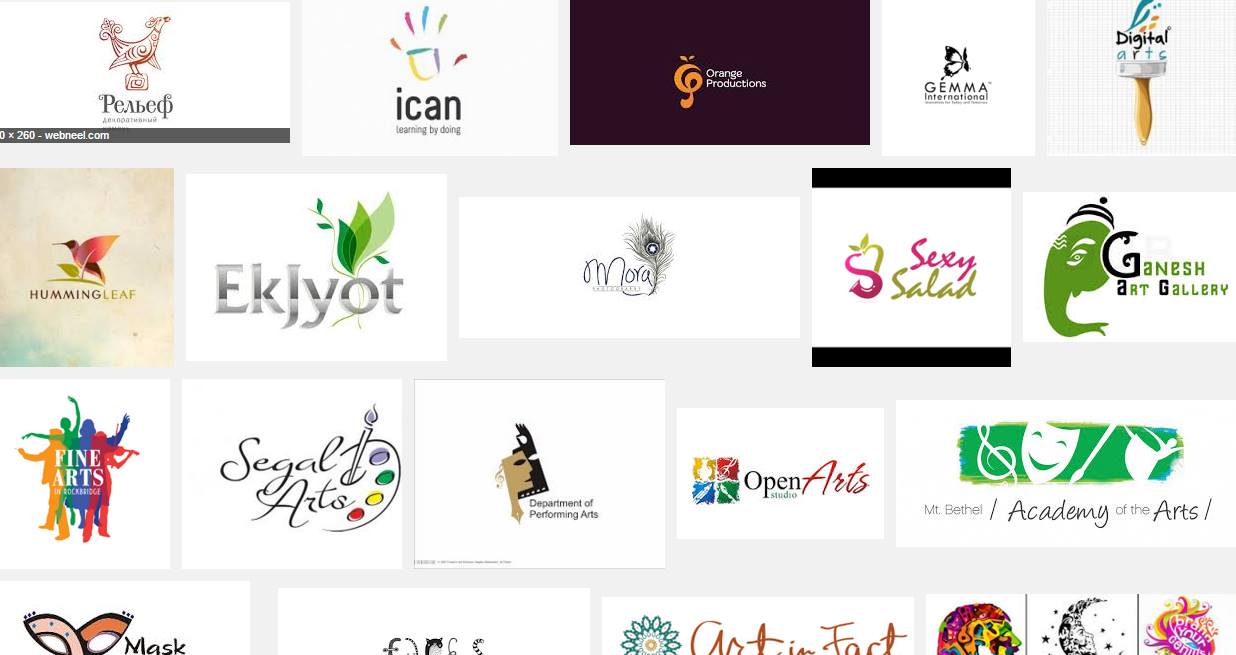 Рельеф
декоративный
0 × 260 - webneel.com
ican
learning by doing
Orange
Productions
GEMMA™
International
Digital
arts
HUMMINGLEAF
EkJyot
Mora
Sexy
Salad
GANESH
ART GALLERY
FINE
ARTS
IN ROCKBRIDGE
Segal
Arts
Department of
Performing Arts
Open Arts
studio
Mt. Bethel / Academy of the Arts /
Mask
Art in Fact